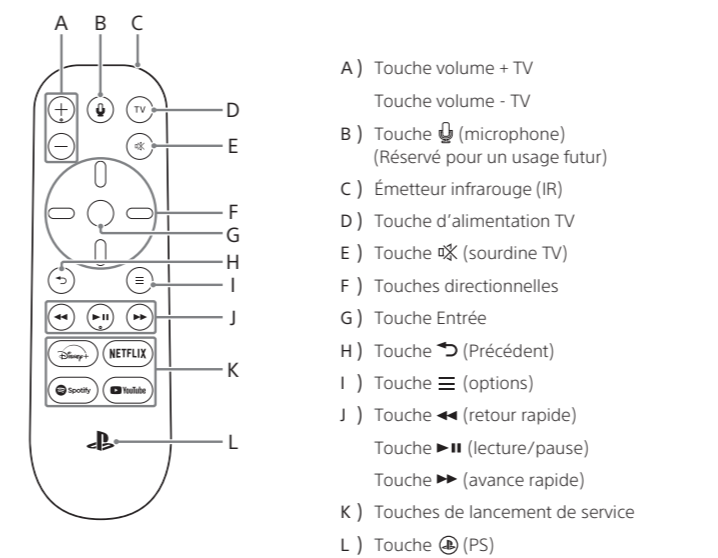 A B C
TV
D
E
F
G
H
I
J
Disney+ NETFLIX
K
Spotify YouTube
L
A ) Touche volume + TV
Touche volume - TV
B ) Touche (microphone)
(Réservé pour un usage futur)
C ) Émetteur infrarouge (IR)
D ) Touche d’alimentation TV
E ) Touche (sourdine TV)
F ) Touches directionnelles
G ) Touche Entrée
H ) Touche (Précédent)
I ) Touche (options)
J ) Touche (retour rapide)
Touche (lecture/pause)
Touche (avance rapide)
K ) Touches de lancement de service
L ) Touche (PS)